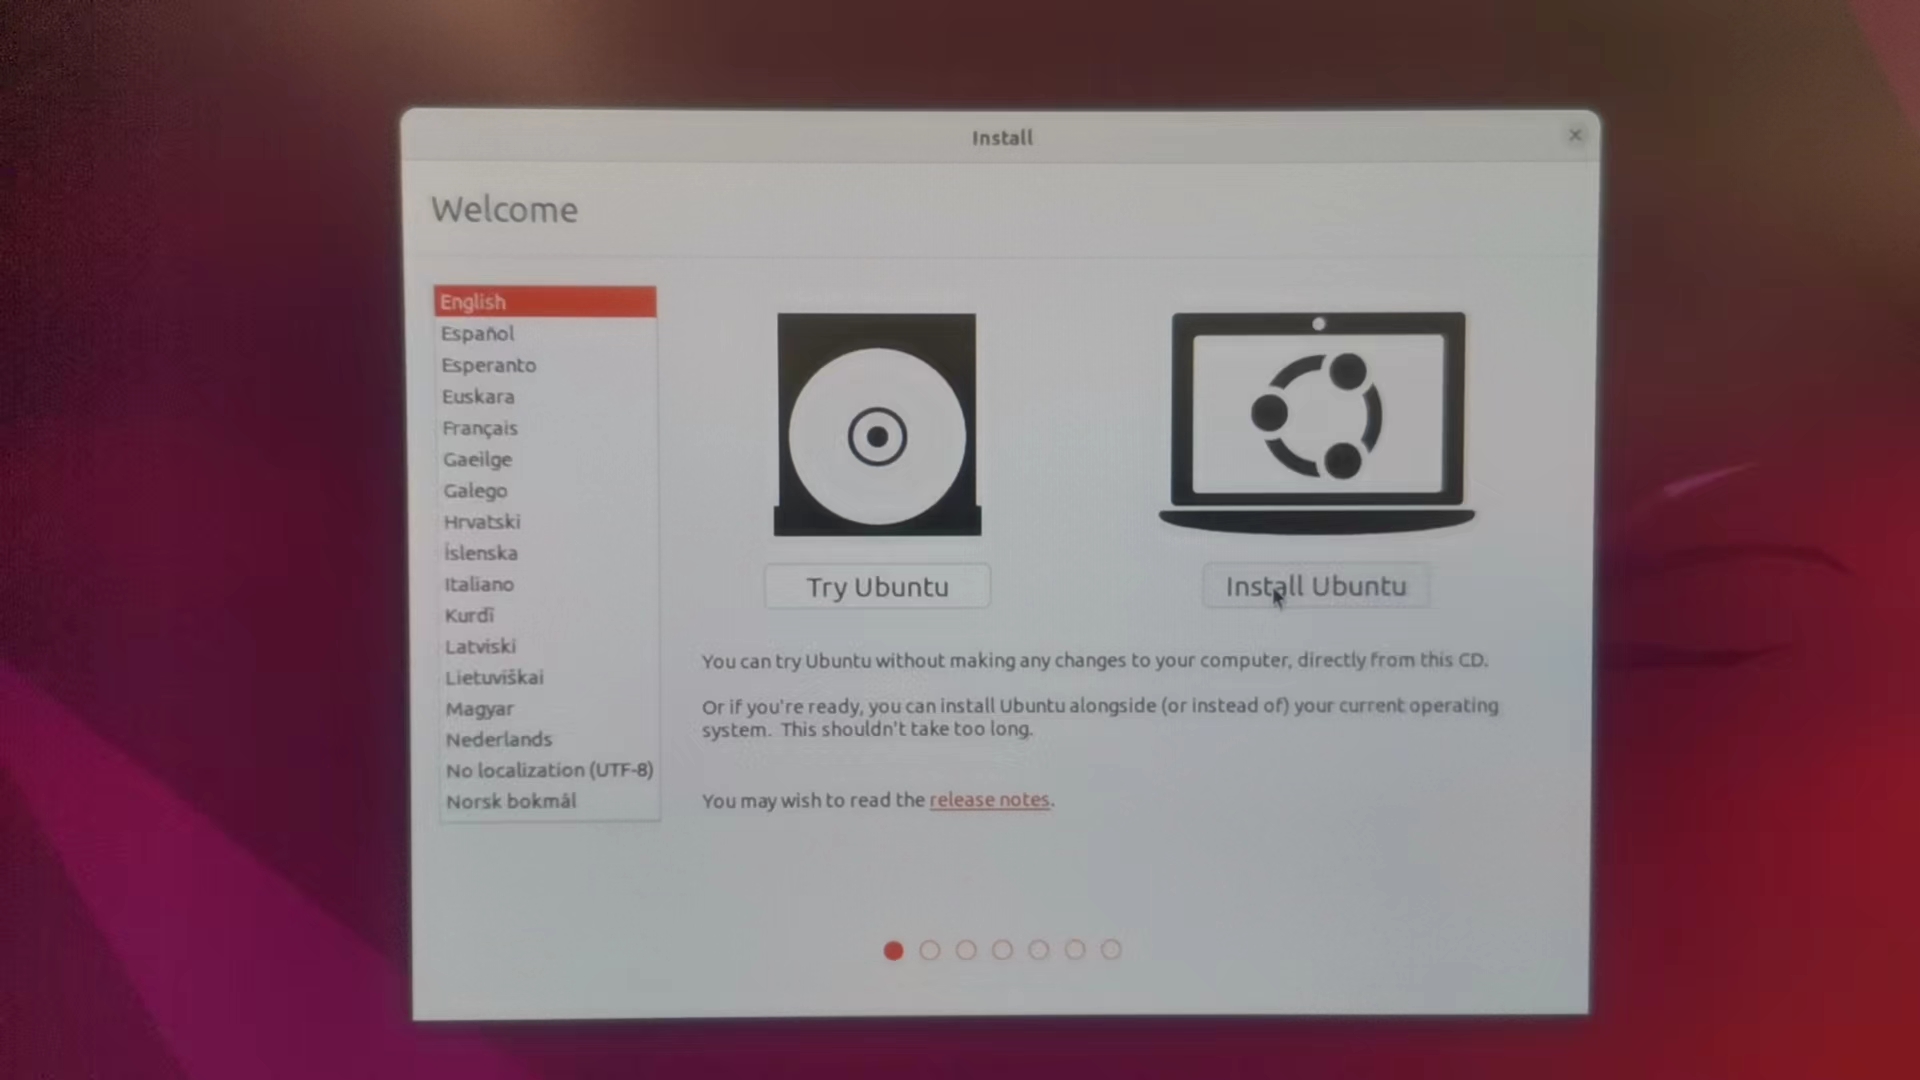 Install
Welcome
English
Español
Esperanto
Euskara
Français
Gaeilge
Galego
Hrvatski
Íslenska
Italiano
Kurdî
Latviski
Lietuviškai
Magyar
Nederlands
No localization (UTF-8)
Norsk bokmål
Try Ubuntu
Install Ubuntu
You can try Ubuntu without making any changes to your computer, directly from this CD.
Or if you're ready, you can install Ubuntu alongside (or instead of) your current operating
system. This shouldn't take too long.
You may wish to read the release notes.